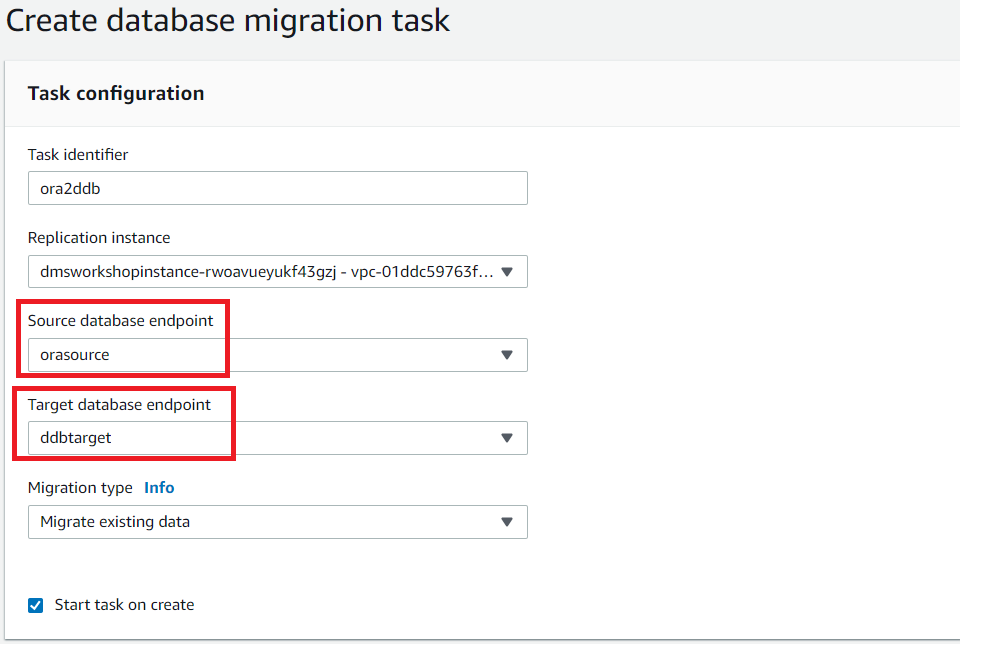 Create database migration task
Task configuration
Task identifier
ora2ddb
Replication instance
dmsworkshopinstance-rwoavueyukf43gzj - vpc-01ddc59763f...
Source database endpoint
orasource
Target database endpoint
ddbtarget
Migration type Info
Migrate existing data
Start task on create